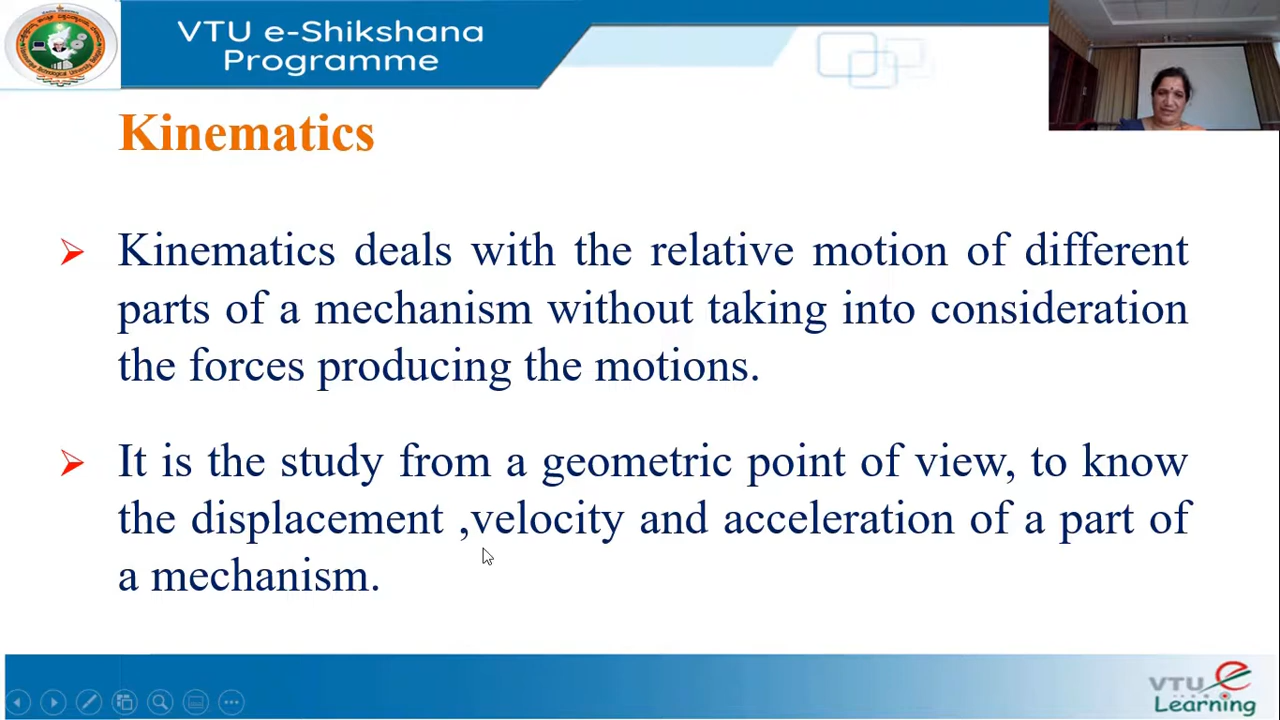 VTU e-Shikshana
Programme
Kinematics
Kinematics deals with the relative motion of different
parts of a mechanism without taking into consideration
the forces producing the motions.
It is the study from a geometric point of view, to know
the displacement ,velocity and acceleration of a part of
a mechanism.
VTU e
Learning